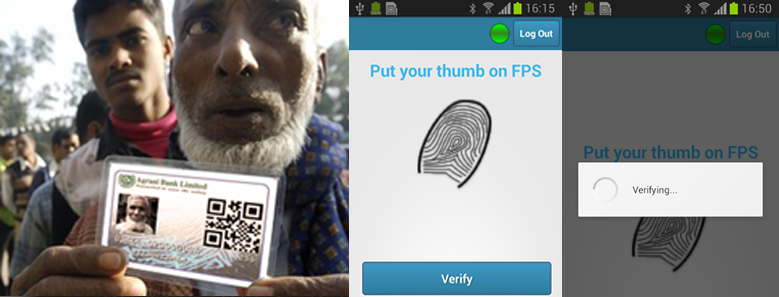 Agrani Bank Limited
16:15
Log Out
Put your thumb on FPS
Verify
16:50
Log Out
Put your thumb on FPS
Verifying...